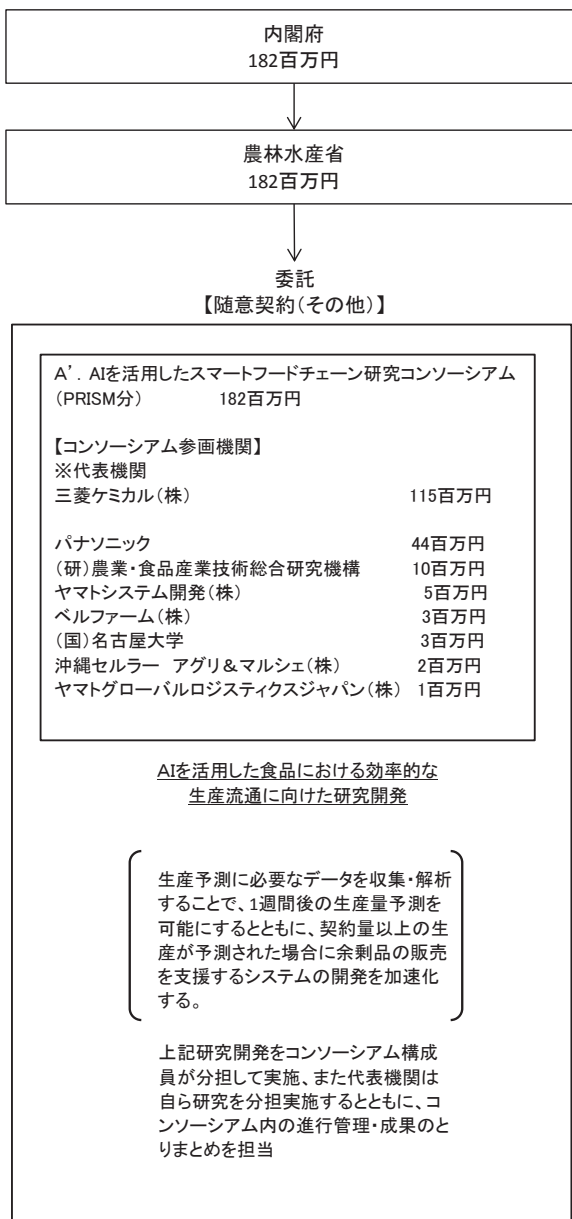 内閣府
182百万円
農林水産省
182百万円
委託
【随意契約(その他)】
A’．AIを活用したスマートフードチェーン研究コンソーシアム
(PRISM分) 182百万円
【コンソーシアム参画機関】
※代表機関
三菱ケミカル(株) 115百万円
パナソニック 44百万円
(研)農業・食品産業技術総合研究機構 10百万円
ヤマトシステム開発(株) 5百万円
ベルファーム(株) 3百万円
(国)名古屋大学 3百万円
沖縄セルラー アグリ＆マルシェ(株) 2百万円
ヤマトグローバルロジスティクスジャパン(株) 1百万円
AIを活用した食品における効率的な
生産流通に向けた研究開発
生産予測に必要なデータを収集・解析
することで、1週間後の生産量予測を
可能にするとともに、契約量以上の生
産が予測された場合に余剰品の販売
を支援するシステムの開発を加速化
する。
上記研究開発をコンソーシアム構成
員が分担して実施、また代表機関は
自ら研究を分担実施するとともに、コ
ンソーシアム内の進行管理・成果のと
りまとめを担当